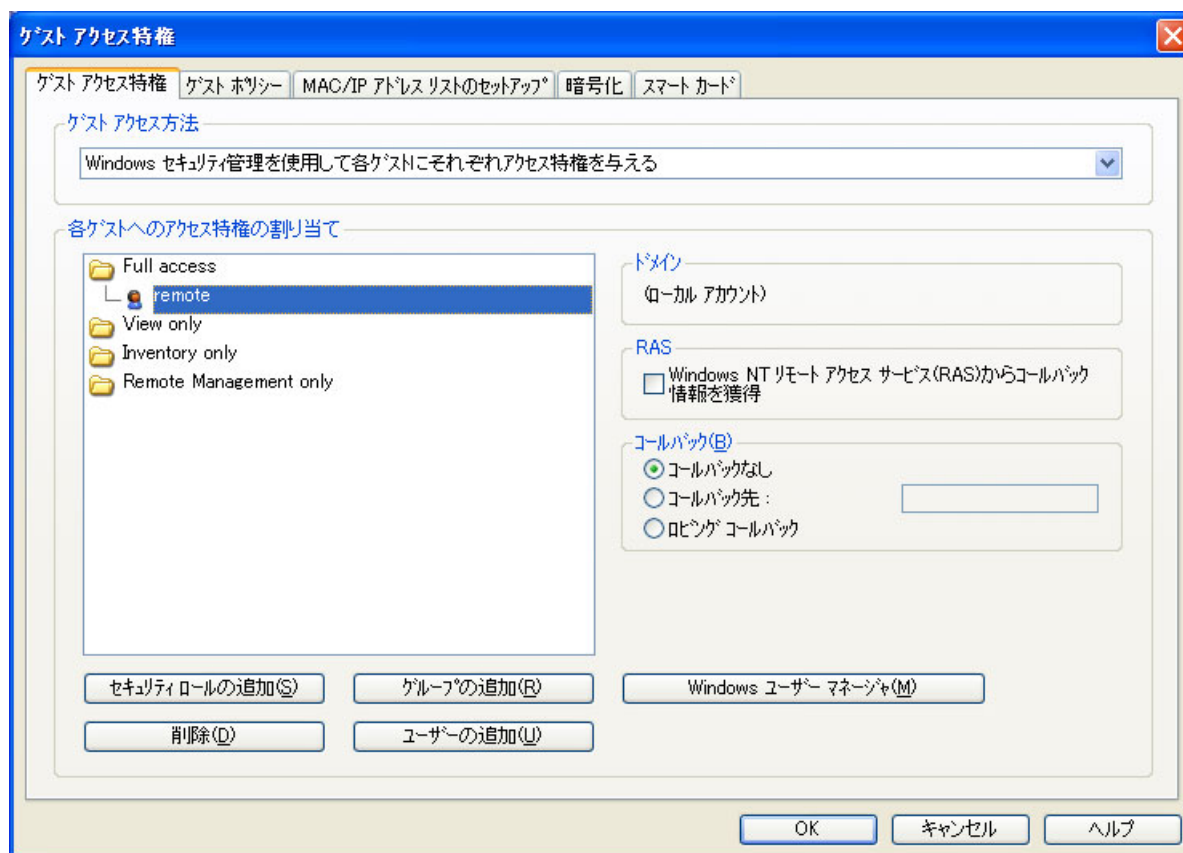 ゲスト アクセス特権
ゲスト アクセス特権 ゲスト ポリシー MAC/IP アドレス リストのセットアップ 暗号化 スマート カード
ゲスト アクセス方法
Windows セキュリティ管理を使用して各ゲストにそれぞれアクセス特権を与える
各ゲストへのアクセス特権の割り当て
Full access
remote
View only
Inventory only
Remote Management only
ドメイン
(ローカル アカウント)
RAS
Windows NT リモート アクセス サービス(RAS)からコールバック
情報を獲得
コールバック(B)
コールバックなし
コールバック先 :
ロビング コールバック
セキュリティ ロールの追加(S) グループの追加(R) Windows ユーザー マネージャ(M)
削除(D) ユーザーの追加(U)
OK キャンセル ヘルプ